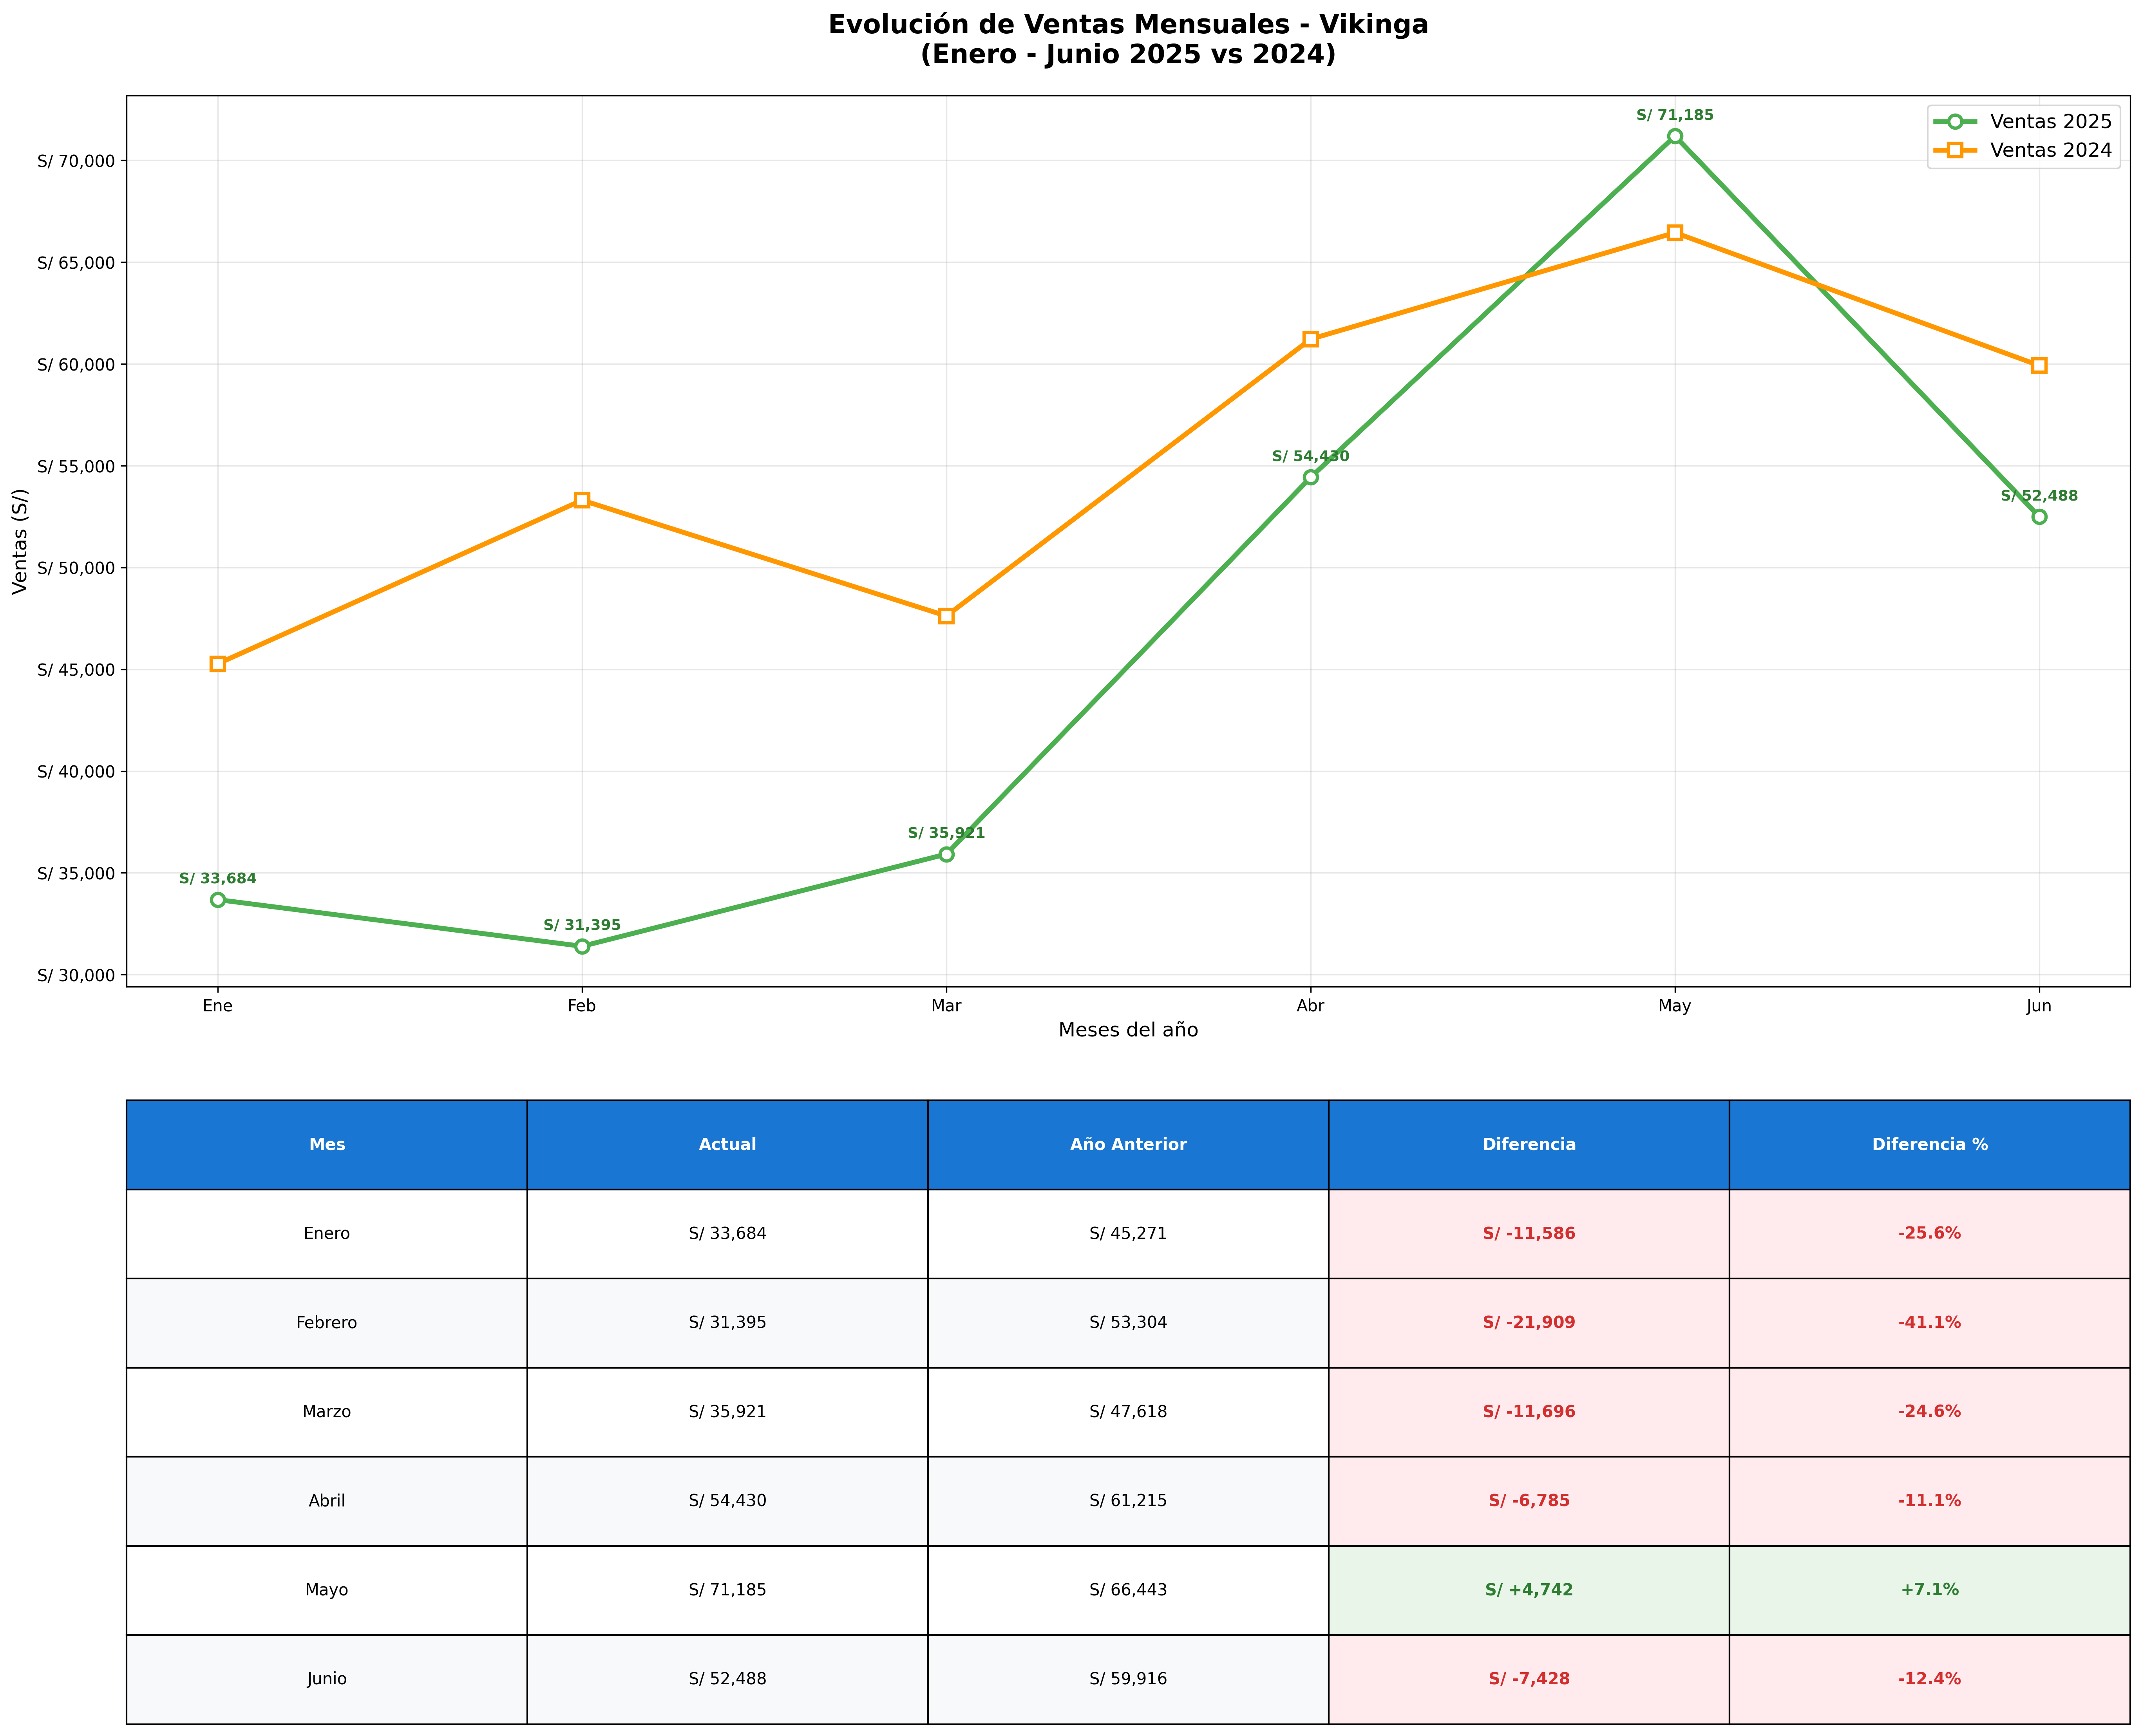 Evolución de Ventas Mensuales - Vikinga
(Enero - Junio 2025 vs 2024)
Ventas 2025
Ventas 2024
Ventas (S/)
S/ 70,000
S/ 65,000
S/ 60,000
S/ 55,000
S/ 50,000
S/ 45,000
S/ 40,000
S/ 35,000
S/ 30,000
S/ 33,684
S/ 31,395
S/ 35,921
S/ 54,430
S/ 71,185
S/ 52,488
Ene Feb Mar Abr May Jun
Meses del año
Mes Actual Año Anterior Diferencia Diferencia %
Enero S/ 33,684 S/ 45,271 S/ -11,586 -25.6%
Febrero S/ 31,395 S/ 53,304 S/ -21,909 -41.1%
Marzo S/ 35,921 S/ 47,618 S/ -11,696 -24.6%
Abril S/ 54,430 S/ 61,215 S/ -6,785 -11.1%
Mayo S/ 71,185 S/ 66,443 S/ +4,742 +7.1%
Junio S/ 52,488 S/ 59,916 S/ -7,428 -12.4%